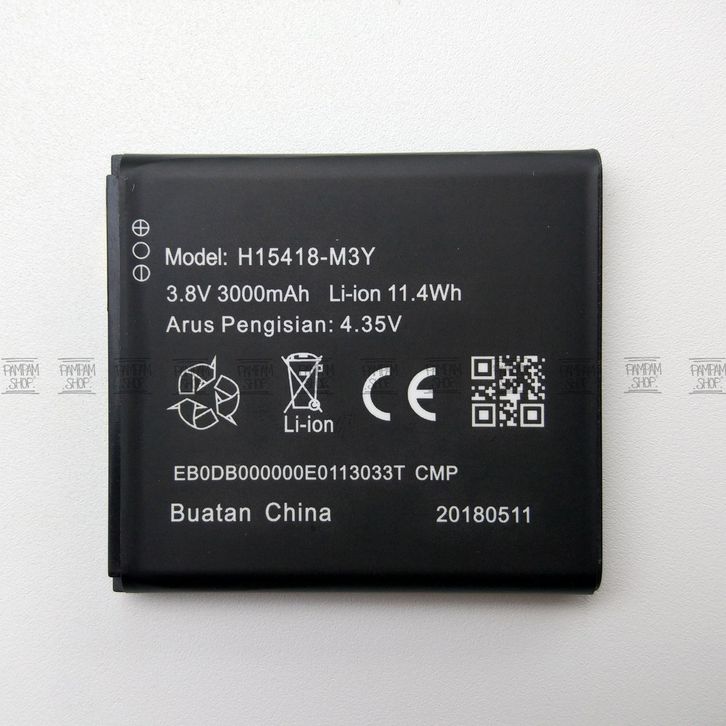 Model: H15418-M3Y
3.8V 3000mAh Li-ion 11.4Wh
Arus Pengisian: 4.35V
Li-ion
CE
EB0DB000000E0113033T CMP
Buatan China 20180511
PAMPAM SHOP